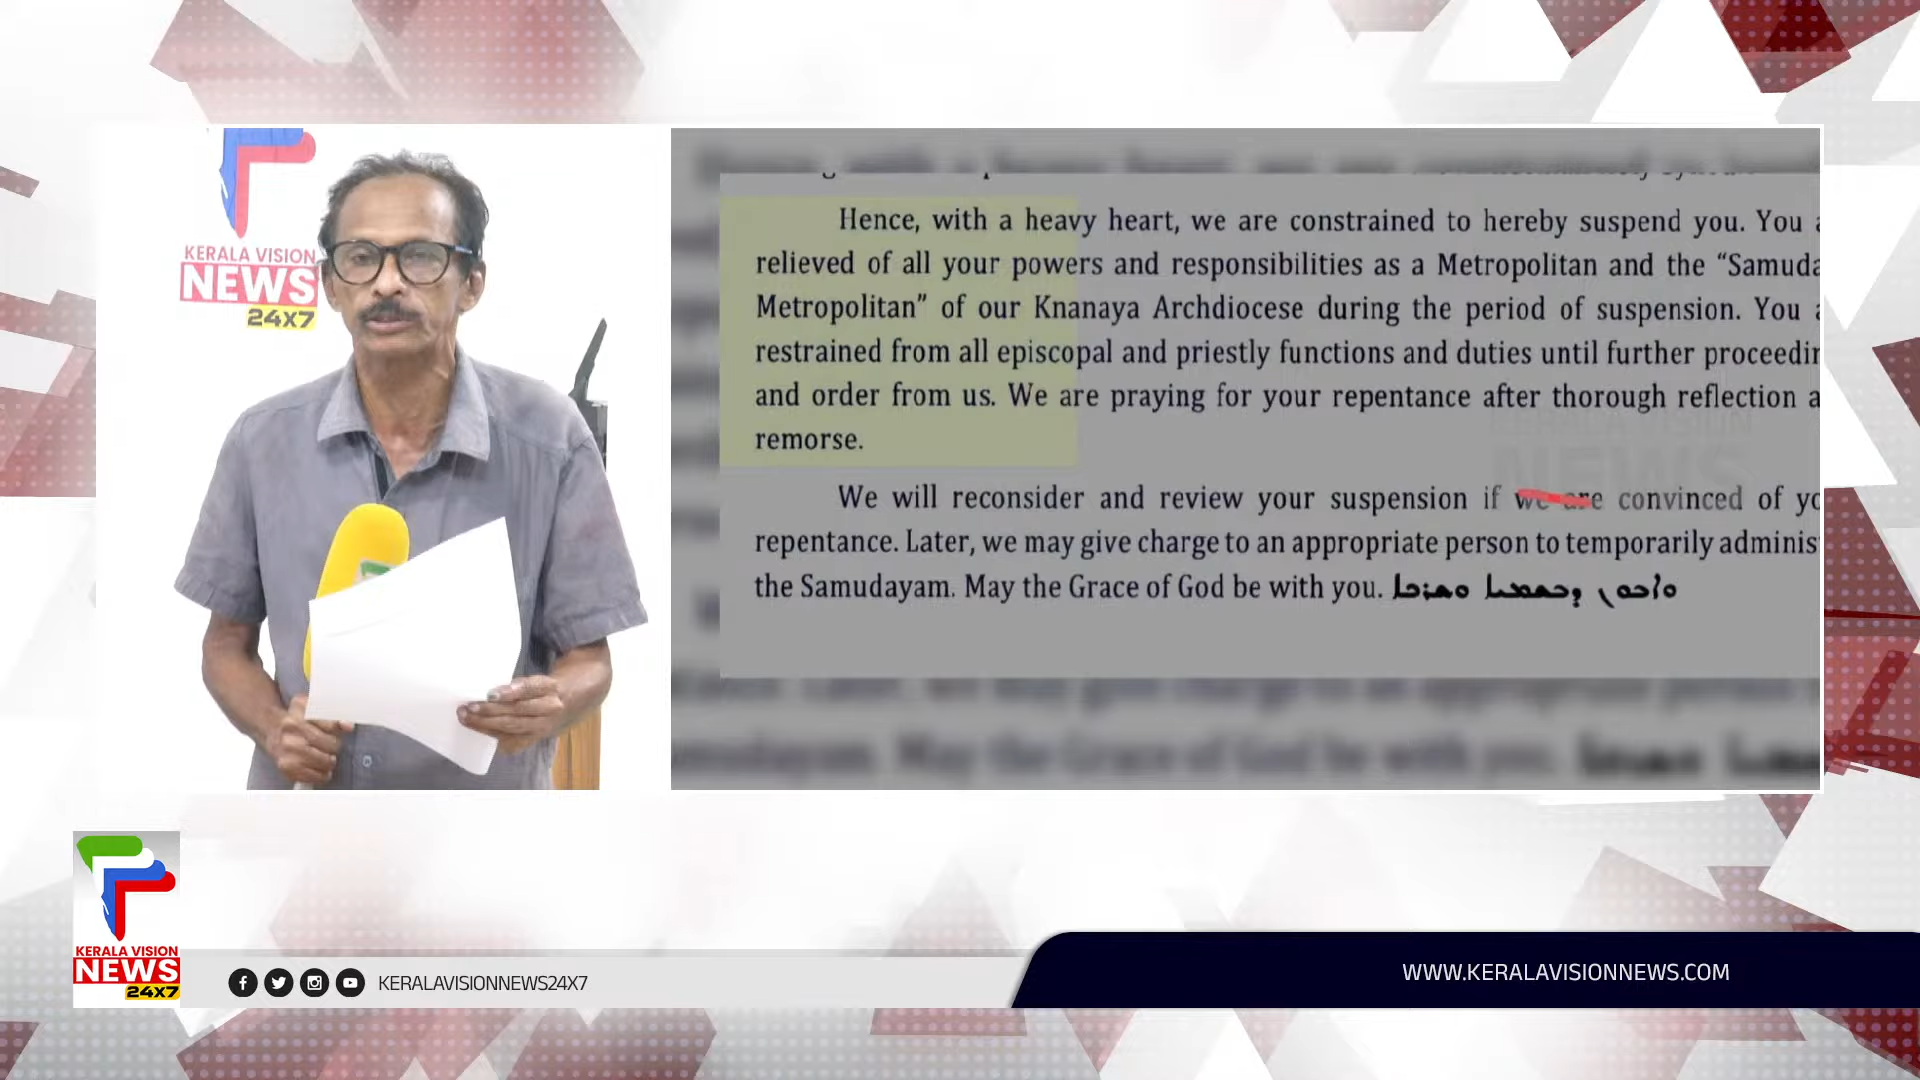 KERALA VISION
NEWS
24X7
Hence, with a heavy heart, we are constrained to hereby suspend you. You
relieved of all your powers and responsibilities as a Metropolitan and the “Samuda
Metropolitan” of our Knanaya Archdiocese during the period of suspension. You
restrained from all episcopal and priestly functions and duties until further proceedin
and order from us. We are praying for your repentance after thorough reflection a
remorse.
We will reconsider and review your suspension if we are convinced of yo
repentance. Later, we may give charge to an appropriate person to temporarily adminis
the Samudayam. May the Grace of God be with you.
KERALA VISION
NEWS
24X7
KERALAVISIONNEWS24X7
WWW.KERALAVISIONNEWS.COM